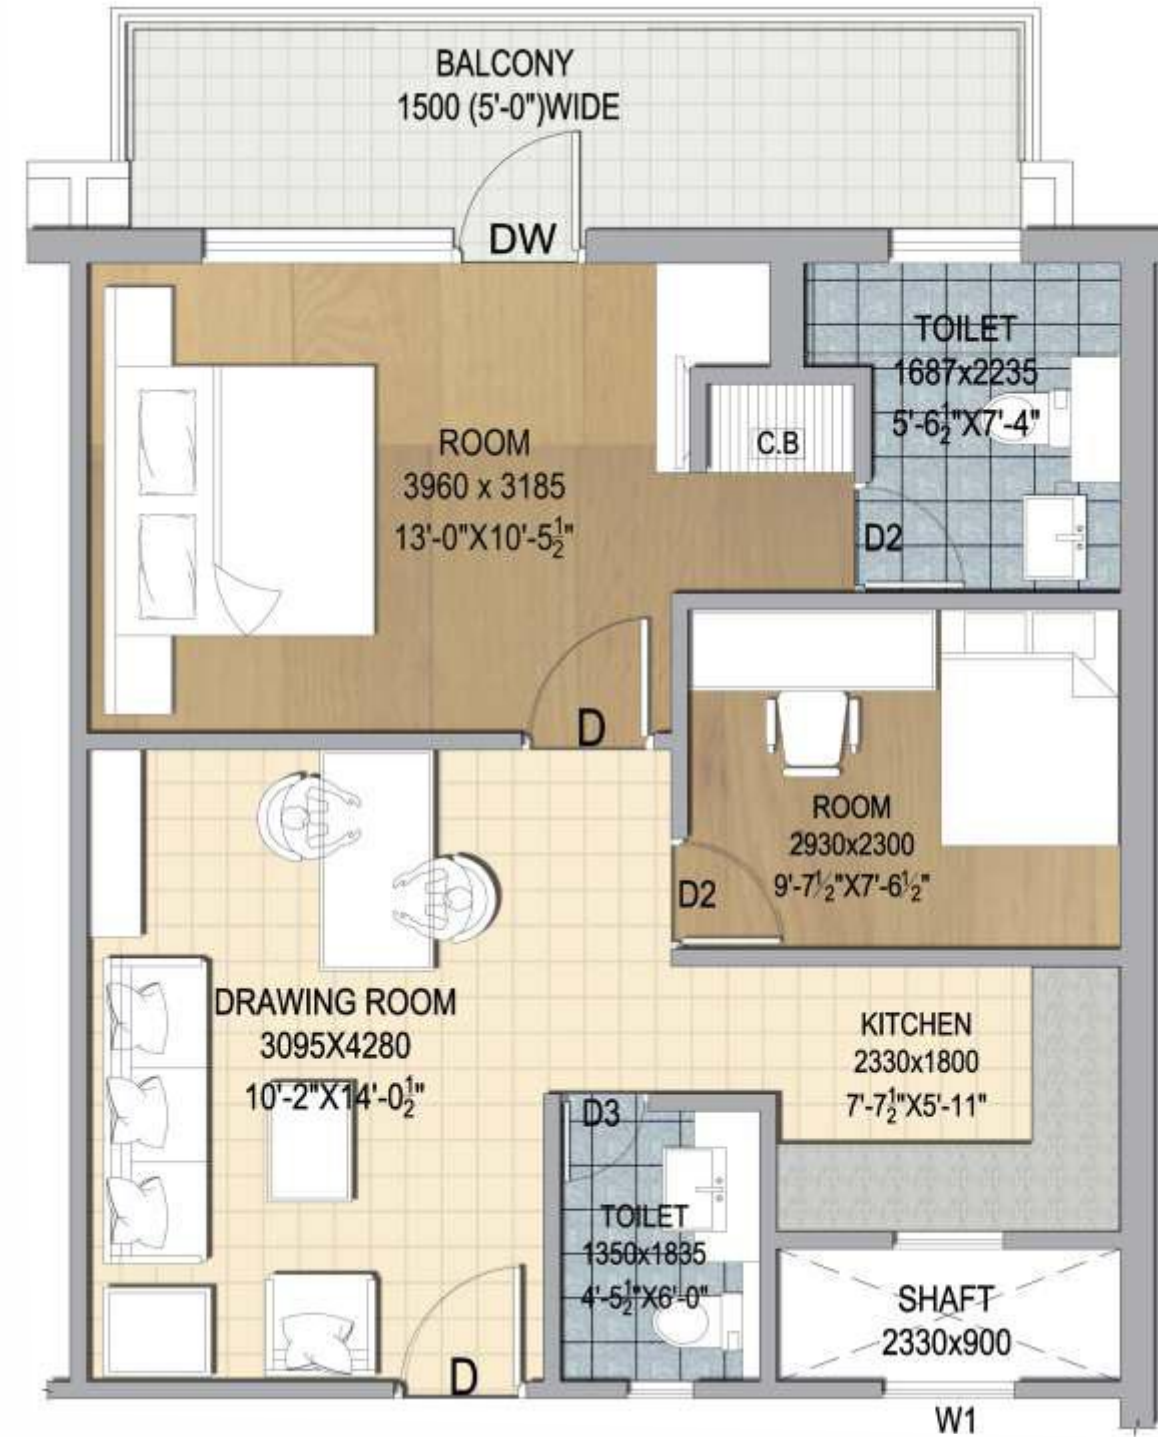 BALCONY
1500 (5'-0")WIDE
DW
TOILET
1687x2235
5'-6½"X7'-4"
ROOM
3960 x 3185
13'-0"X10'-5½"
C.B
D2
D
ROOM
2930x2300
9'-7½"X7'-6½"
D2
DRAWING ROOM
3095X4280
10'-2"X14'-0½"
KITCHEN
2330x1800
7'-7½"X5'-11"
D3
TOILET
1350x1835
4'-5½"X6'-0"
SHAFT
2330x900
D
W1